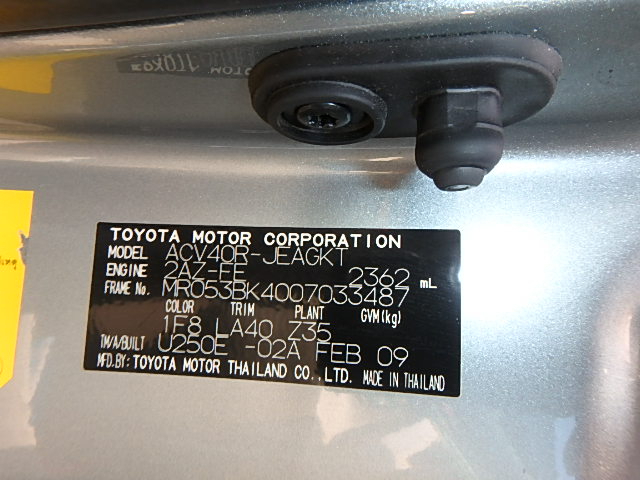 TOYOTA MOTOR CORPORATION
MODEL ACV40R-JEAGKT
ENGINE 2AZ-FE 2362 mL
FRAME No. MR053BK4007033487
COLOR TRIM PLANT GVM(kg)
1F8 LA40 Z35
TM/A/BUILT U250E -02A FEB 09
MFD.BY: TOYOTA MOTOR THAILAND CO.,LTD. MADE IN THAILAND